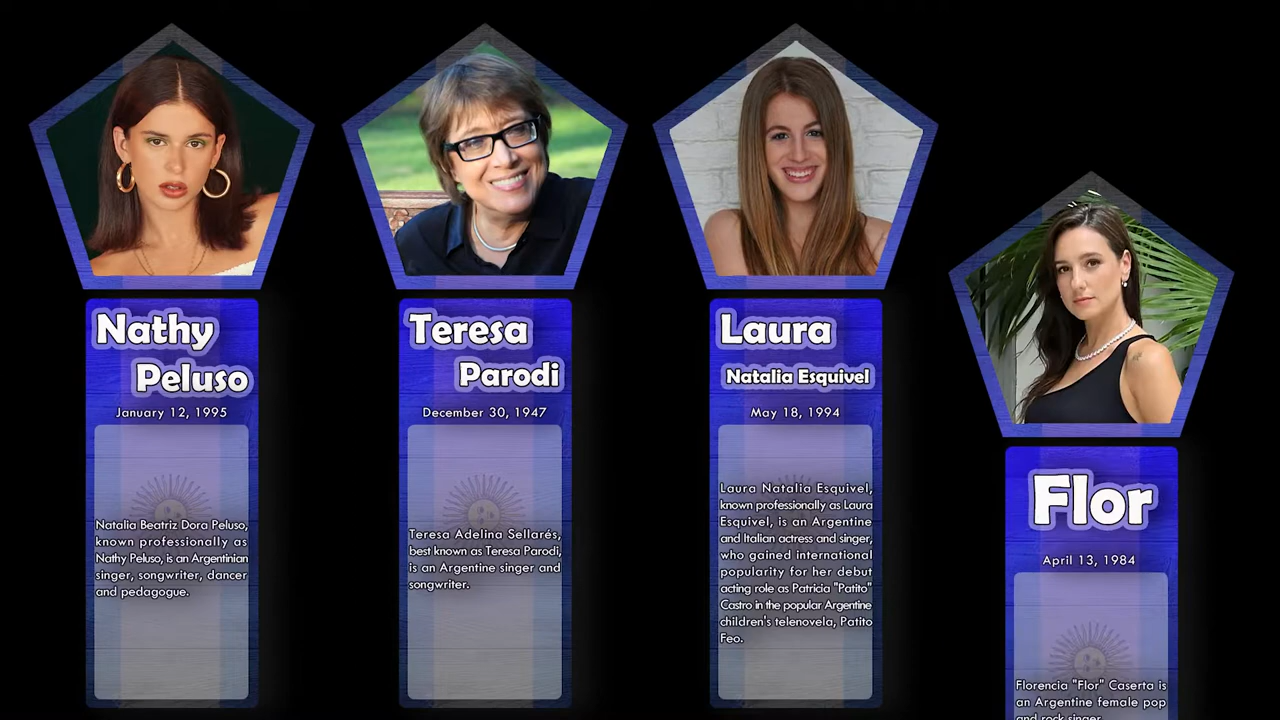 Nathy
Peluso
January 12, 1995
Natalia Beatriz Dora Peluso,
known professionally as
Nathy Peluso, is an Argentinian
singer, songwriter, dancer
and pedagogue.
Teresa
Parodi
December 30, 1947
Teresa Adelina Sellarés,
best known as Teresa Parodi,
is an Argentine singer and
songwriter.
Laura
Natalia Esquivel
May 18, 1994
Laura Natalia Esquivel,
known professionally as Laura
Esquivel, is an Argentine
and Italian actress and singer,
who gained international
popularity for her debut
acting role as Patricia "Patito"
Castro in the popular Argentine
children's telenovela, Patito
Feo.
Flor
April 13, 1984
Florencia "Flor" Caserta is
an Argentine female pop
and rock singer